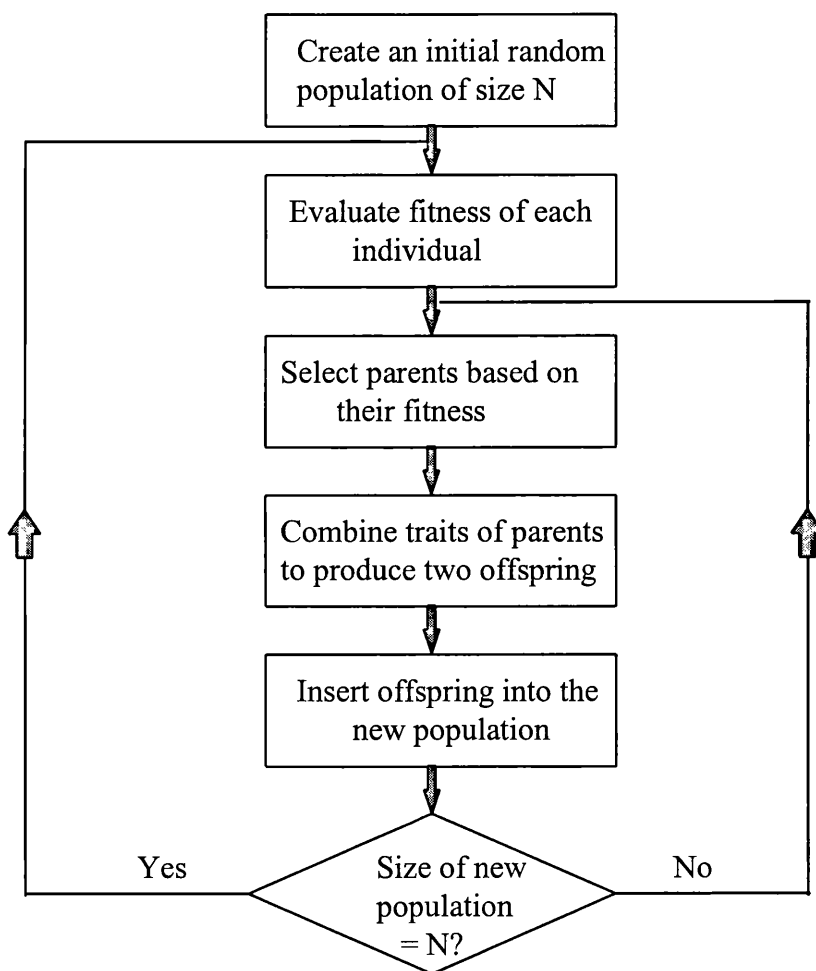 Create an initial random
population of size N
Evaluate fitness of each
individual
Select parents based on
their fitness
Combine traits of parents
to produce two offspring
Insert offspring into the
new population
Yes
Size of new
population
= N?
No